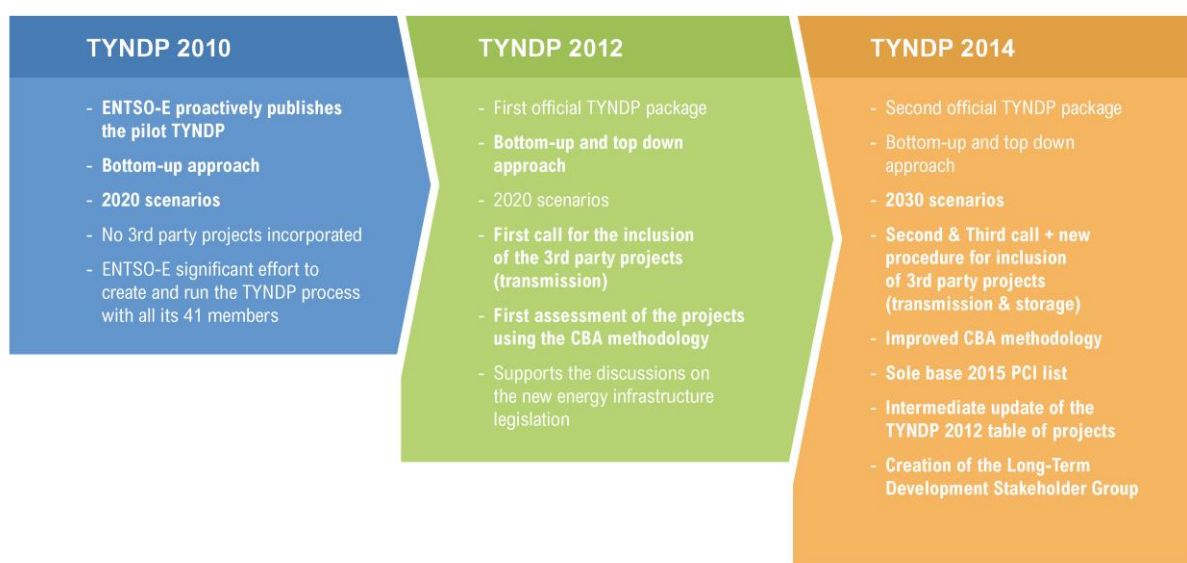 TYNDP 2010
- ENTSO-E proactively publishes
the pilot TYNDP
- Bottom-up approach
- 2020 scenarios
- No 3rd party projects incorporated
- ENTSO-E significant effort to
create and run the TYNDP process
with all its 41 members
TYNDP 2012
- First official TYNDP package
- Bottom-up and top down
approach
- 2020 scenarios
- First call for the inclusion
of the 3rd party projects
(transmission)
- First assessment of the projects
using the CBA methodology
- Supports the discussions on
the new energy infrastructure
legislation
TYNDP 2014
- Second official TYNDP package
- Bottom-up and top down
approach
- 2030 scenarios
- Second & Third call + new
procedure for inclusion
of 3rd party projects
(transmission & storage)
- Improved CBA methodology
- Sole base 2015 PCI list
- Intermediate update of the
TYNDP 2012 table of projects
- Creation of the Long-Term
Development Stakeholder Group